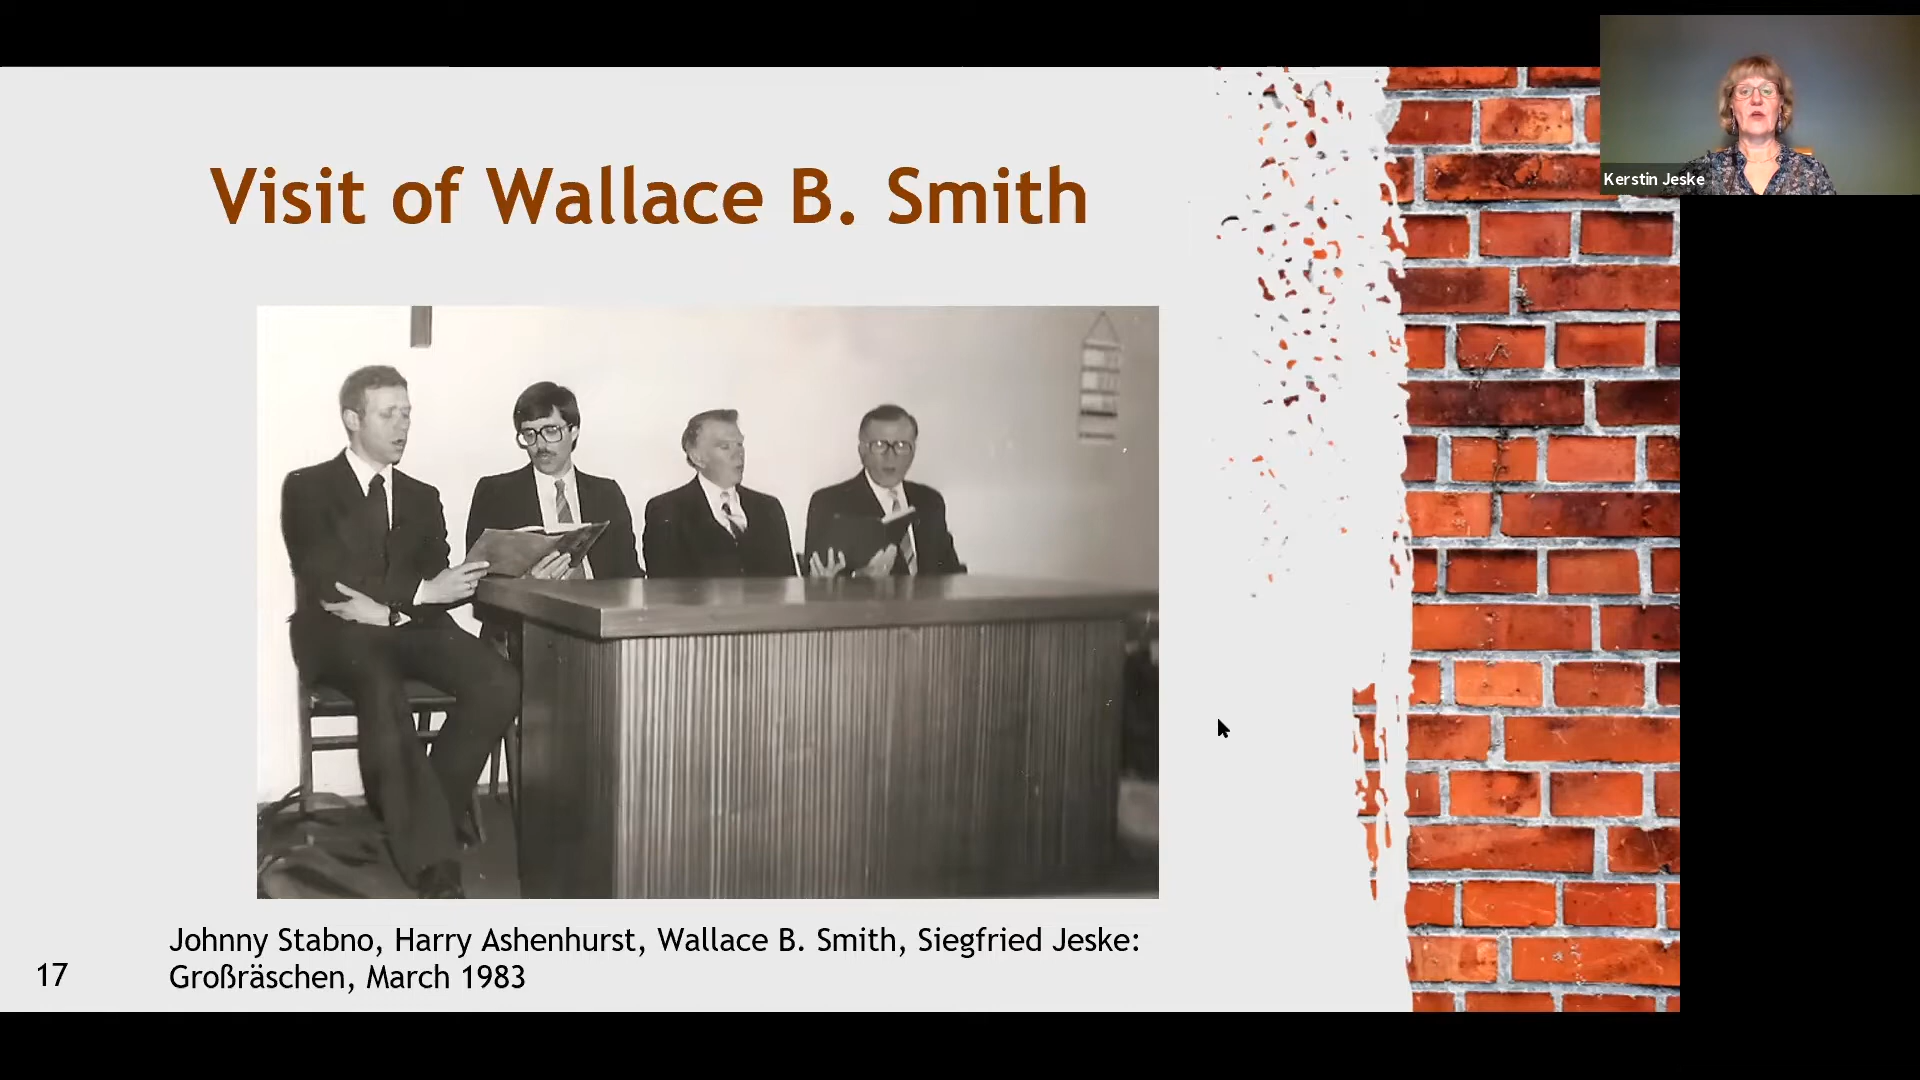 Kerstin Jeske
Visit of Wallace B. Smith
Johnny Stabno, Harry Ashenhurst, Wallace B. Smith, Siegfried Jeske:
Großräschen, March 1983
17